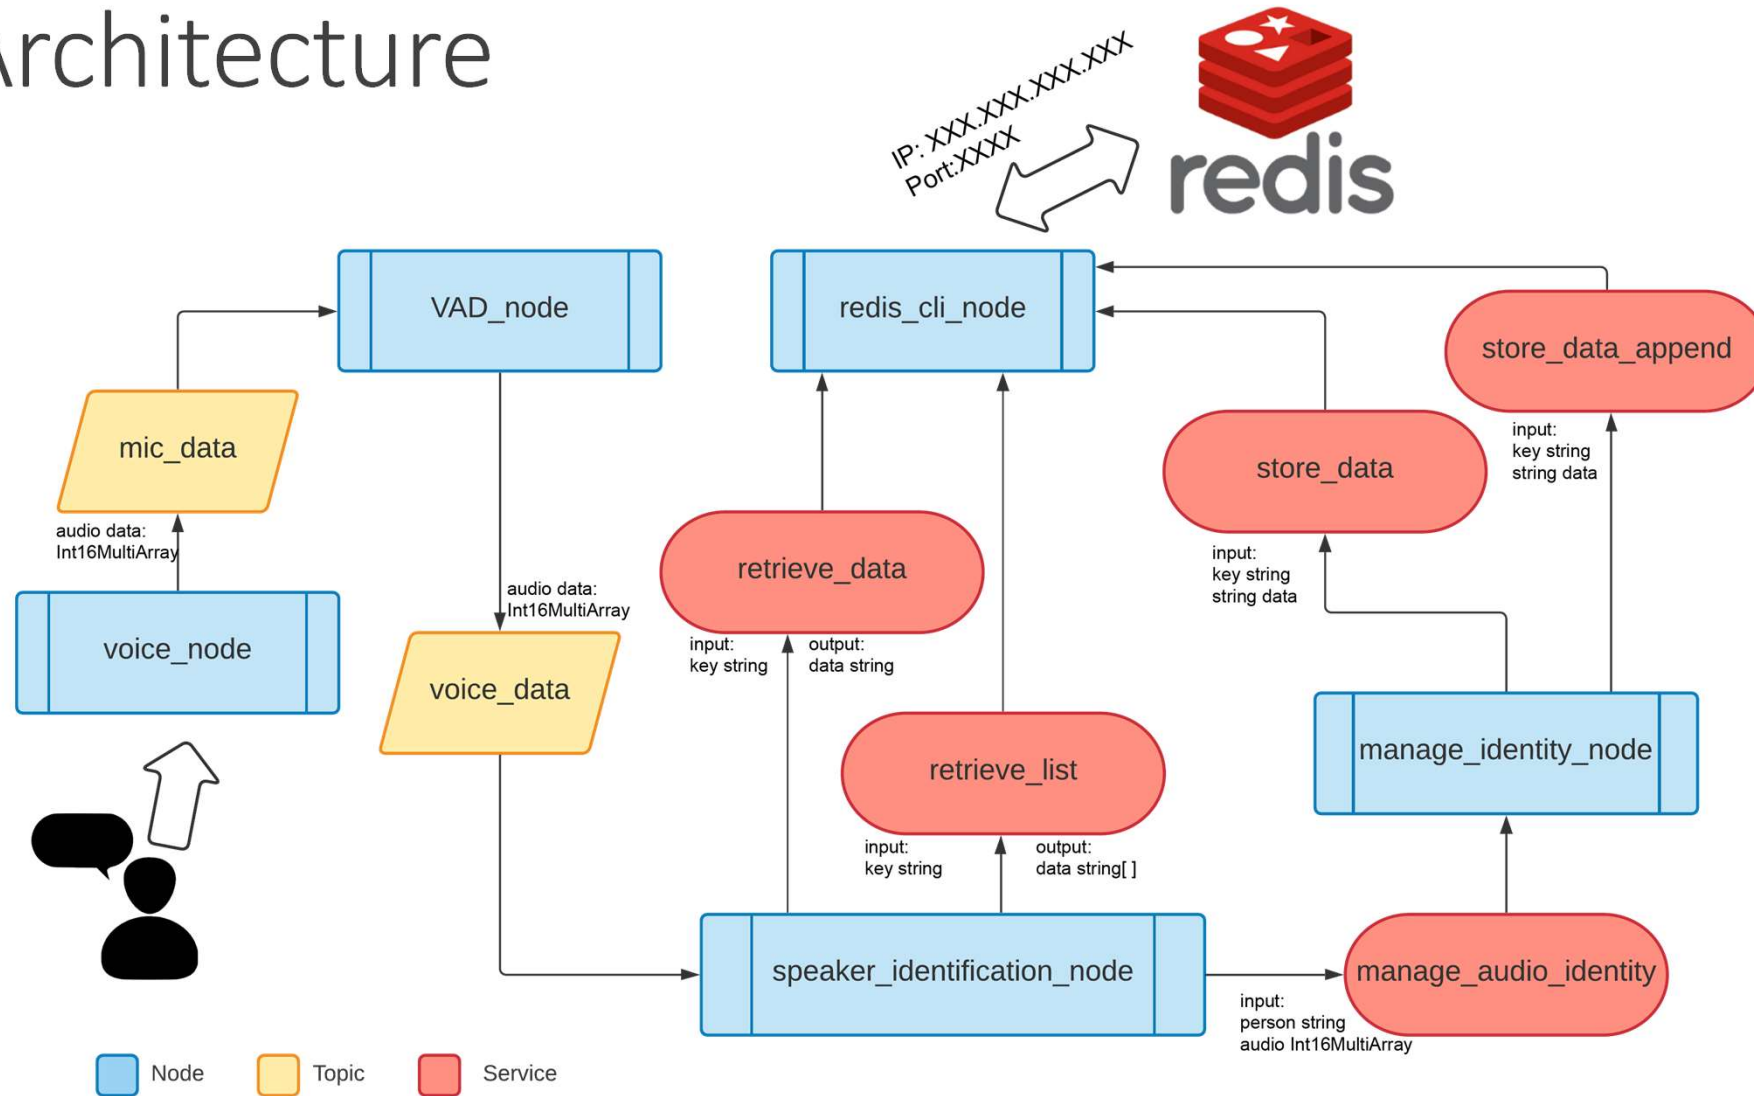 Architecture
IP: XXX.XXX.XXX.XXX
Port:XXXX
redis
VAD_node
redis_cli_node
store_data_append
input:
key string
string data
mic_data
audio data:
Int16MultiArray
store_data
input:
key string
string data
retrieve_data
input:
key string
output:
data string
audio data:
Int16MultiArray
voice_node
voice_data
retrieve_list
input:
key string
output:
data string[ ]
manage_identity_node
speaker_identification_node
manage_audio_identity
input:
person string
audio Int16MultiArray
Node
Topic
Service